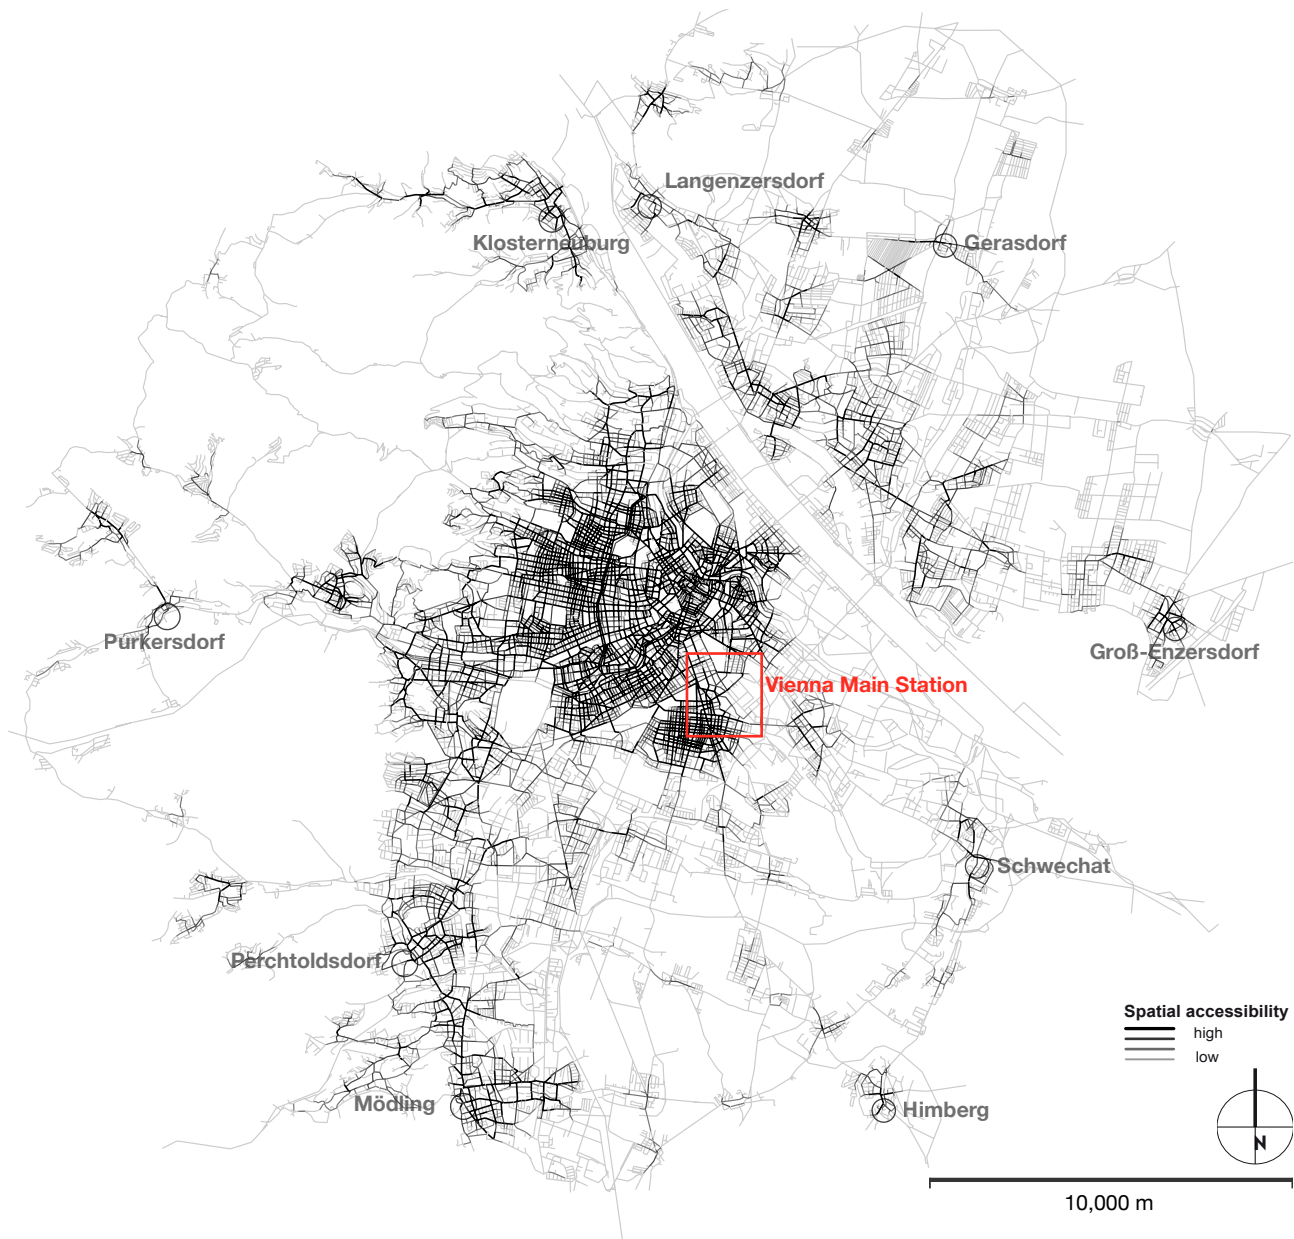 Langenzersdorf
Klosterneuburg
Gerasdorf
Purkersdorf
Groß-Enzersdorf
Vienna Main Station
Schwechat
Perchtoldsdorf
Spatial accessibility
high
low
Mödling
Himberg
N
10,000 m